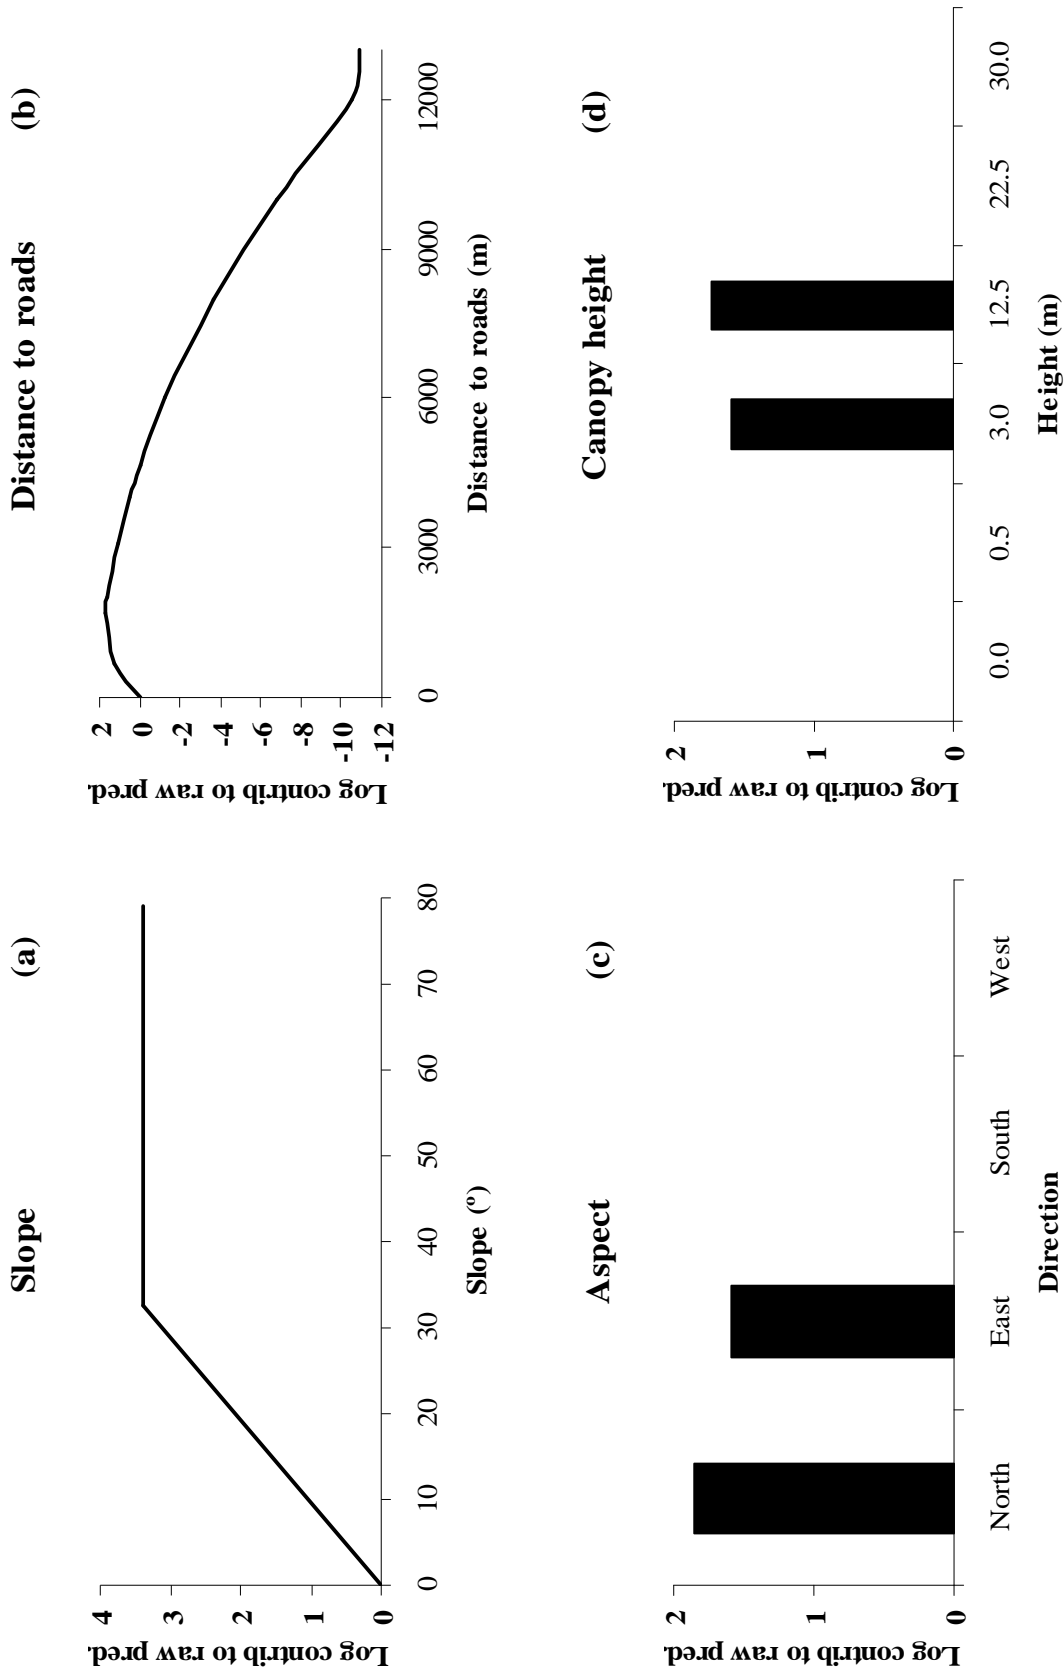 Slope
(a)
Log contrib to raw pred.
4
3
2
1
0
0 10 20 30 40 50 60 70 80
Slope (º)
Distance to roads
(b)
Log contrib to raw pred.
2
0
-2
-4
-6
-8
-10
-12
0 3000 6000 9000 12000
Distance to roads (m)
Aspect
(c)
Log contrib to raw pred.
2
1
0
North East South West
Direction
Canopy height
(d)
Log contrib to raw pred.
2
1
0
0.0 0.5 3.0 12.5 22.5 30.0
Height (m)